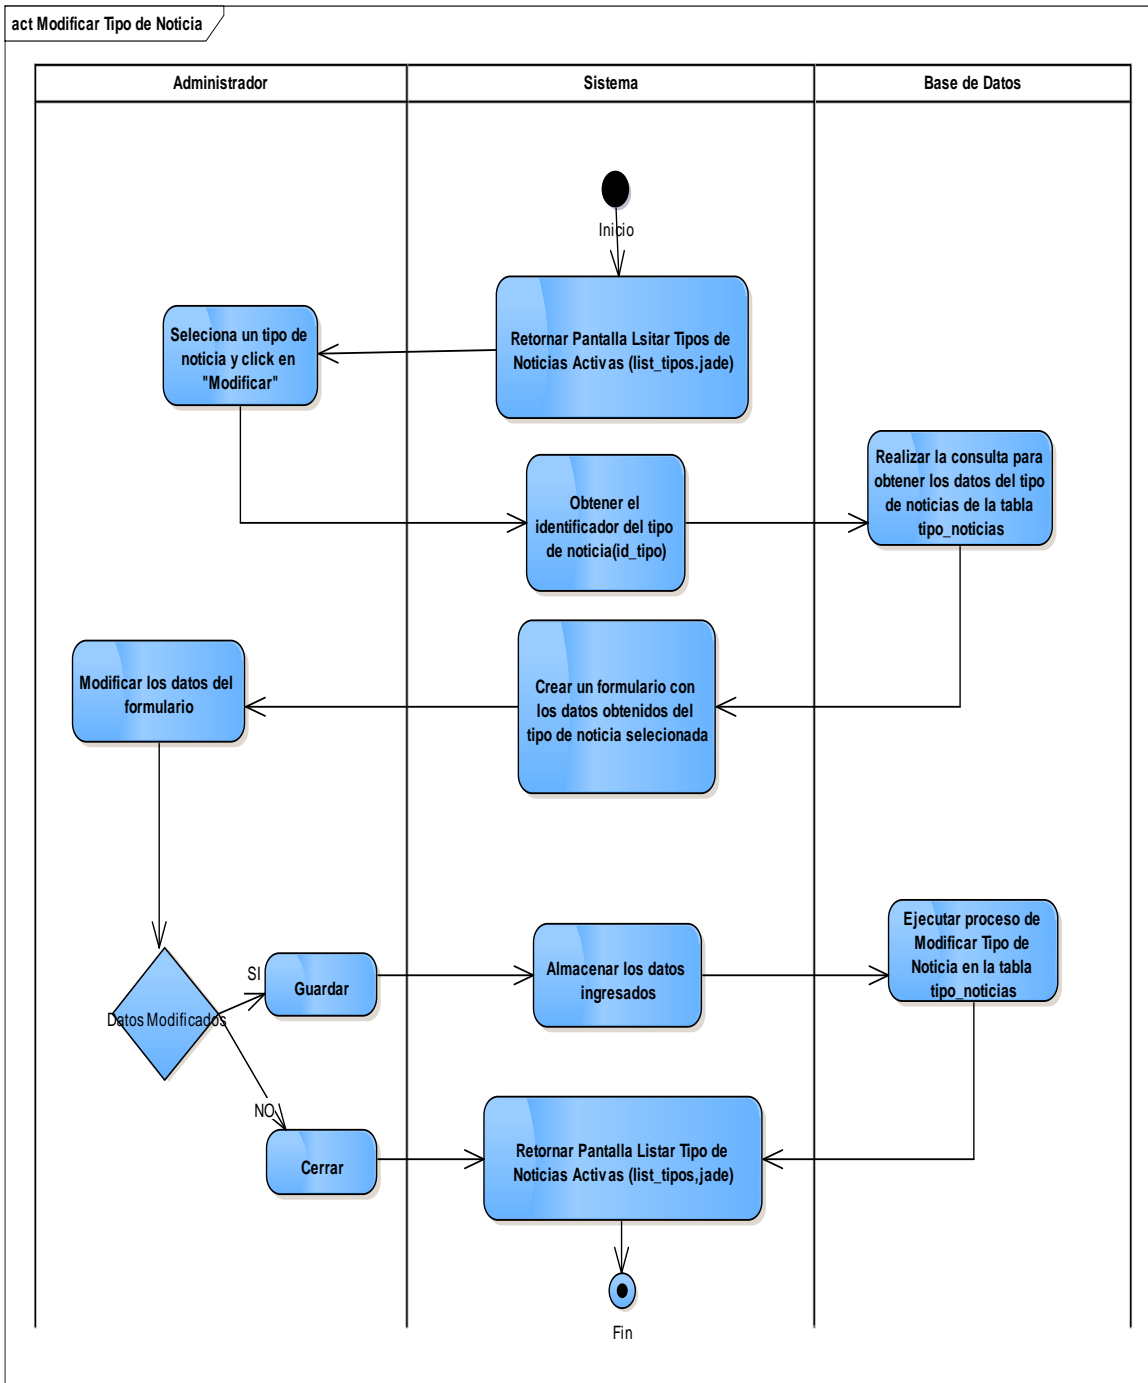 act Modificar Tipo de Noticia
Administrador
Sistema
Base de Datos
Inicio
Retornar Pantalla Lsitar Tipos de
Noticias Activas (list_tipos.jade)
Seleciona un tipo de
noticia y click en
"Modificar"
Obtener el
identificador del tipo
de noticia(id_tipo)
Realizar la consulta para
obtener los datos del tipo
de noticias de la tabla
tipo_noticias
Crear un formulario con
los datos obtenidos del
tipo de noticia selecionada
Modificar los datos del
formulario
Datos Modificados
SI
Guardar
Almacenar los datos
ingresados
Ejecutar proceso de
Modificar Tipo de
Noticia en la tabla
tipo_noticias
NO
Cerrar
Retornar Pantalla Listar Tipo de
Noticias Activas (list_tipos,jade)
Fin